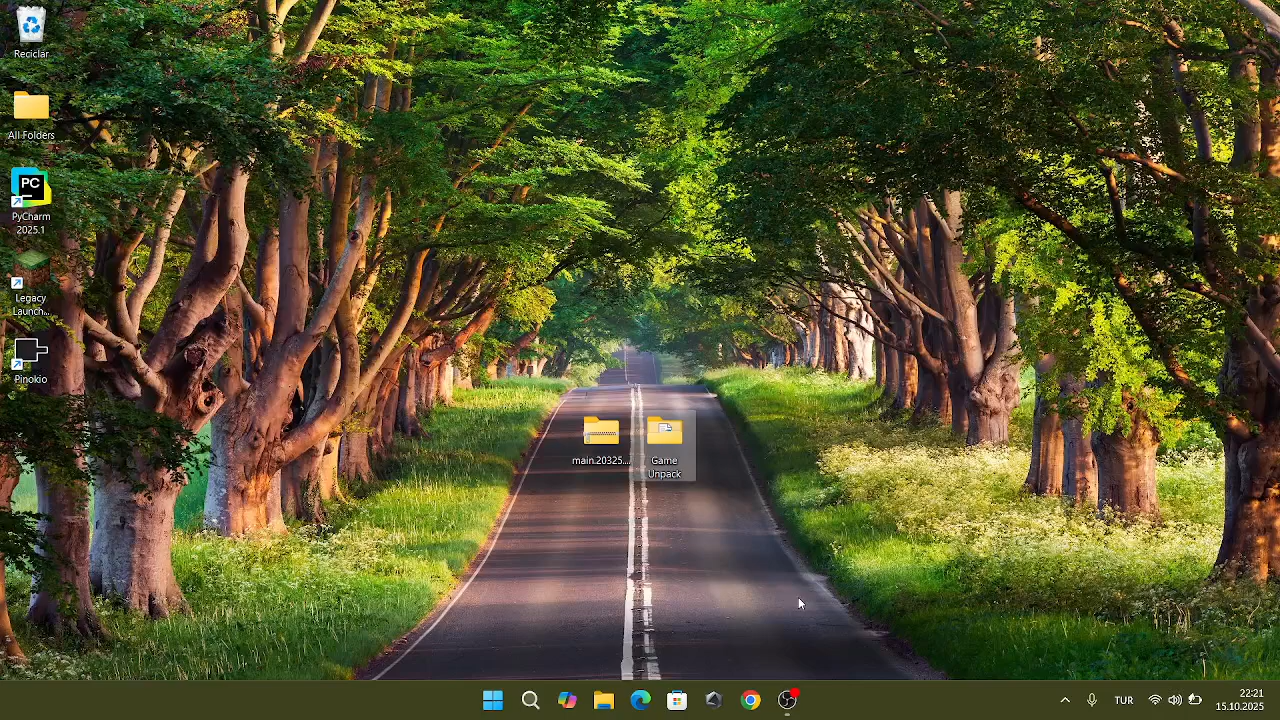 Reciclar
All Folders
PC
PyCharm
2025.1
Legacy
Launch...
Pinokio
main.20325....
Game
Unpack
TUR
22:21
15.10.2025